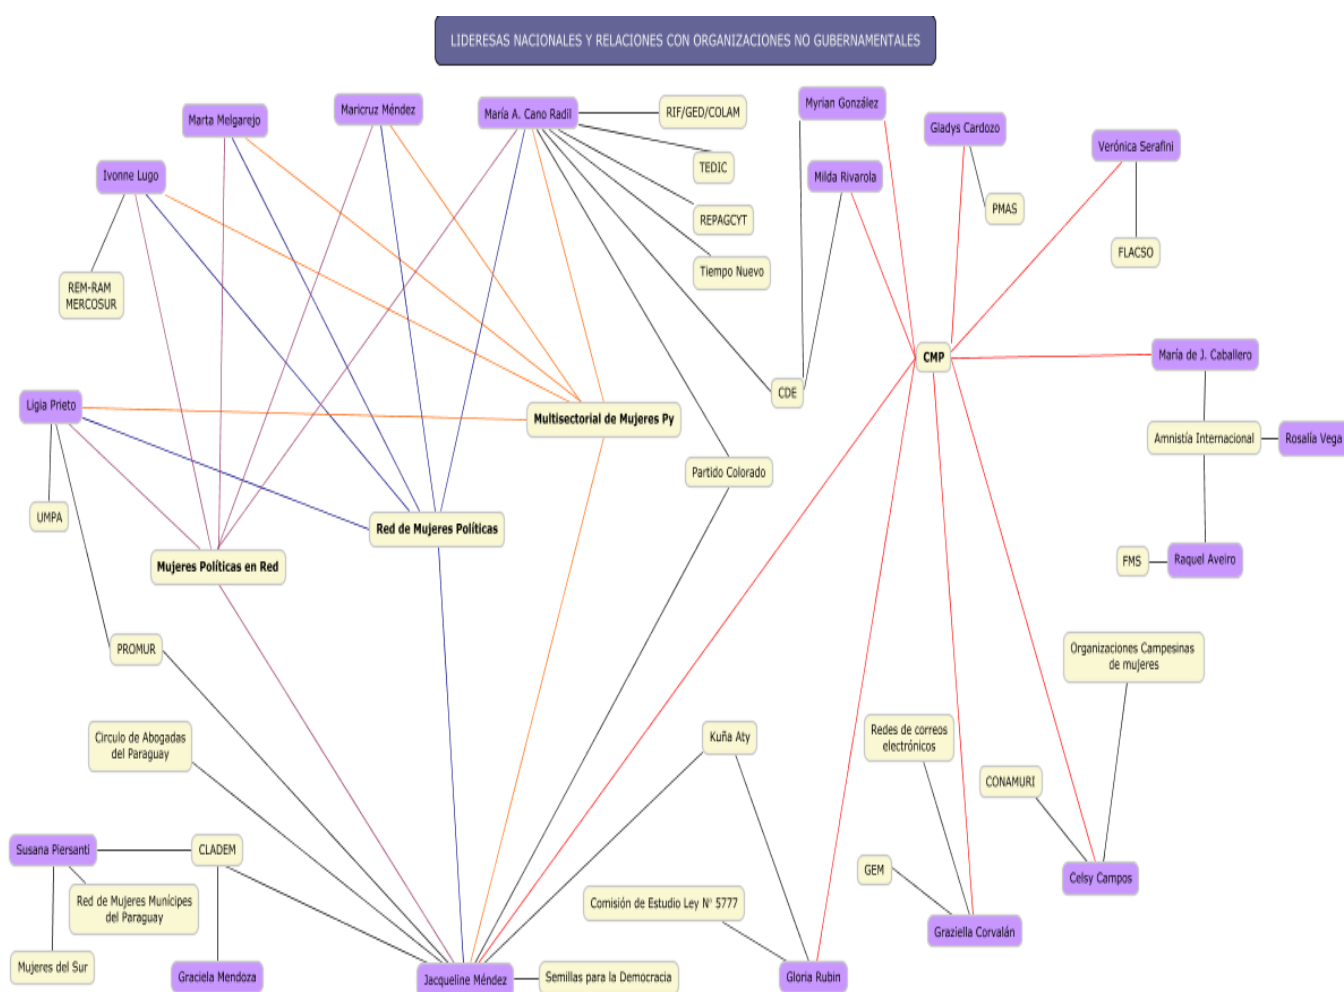 LIDERESAS NACIONALES Y RELACIONES CON ORGANIZACIONES NO GUBERNAMENTALES
Maricruz Méndez
María A. Cano Radil
RIF/GED/COLAM
Myrian González
Marta Melgarejo
Gladys Cardozo
Verónica Serafini
TEDIC
Ivonne Lugo
Milda Rivarola
PMAS
REPAGCYT
FLACSO
Tiempo Nuevo
REM-RAM
MERCOSUR
CMP
María de J. Caballero
CDE
Ligia Prieto
Multisectorial de Mujeres Py
Amnistía Internacional
Rosalía Vega
Partido Colorado
UMPA
Red de Mujeres Políticas
Mujeres Políticas en Red
FMS
Raquel Aveiro
PROMUR
Organizaciones Campesinas
de mujeres
Circulo de Abogadas
del Paraguay
Kuña Aty
Redes de correos
electrónicos
CONAMURI
Susana Piersanti
CLADEM
GEM
Celsy Campos
Red de Mujeres Munícipes
del Paraguay
Comisión de Estudio Ley N° 5777
Graziella Corvalán
Mujeres del Sur
Graciela Mendoza
Jacqueline Méndez
Semillas para la Democracia
Gloria Rubin